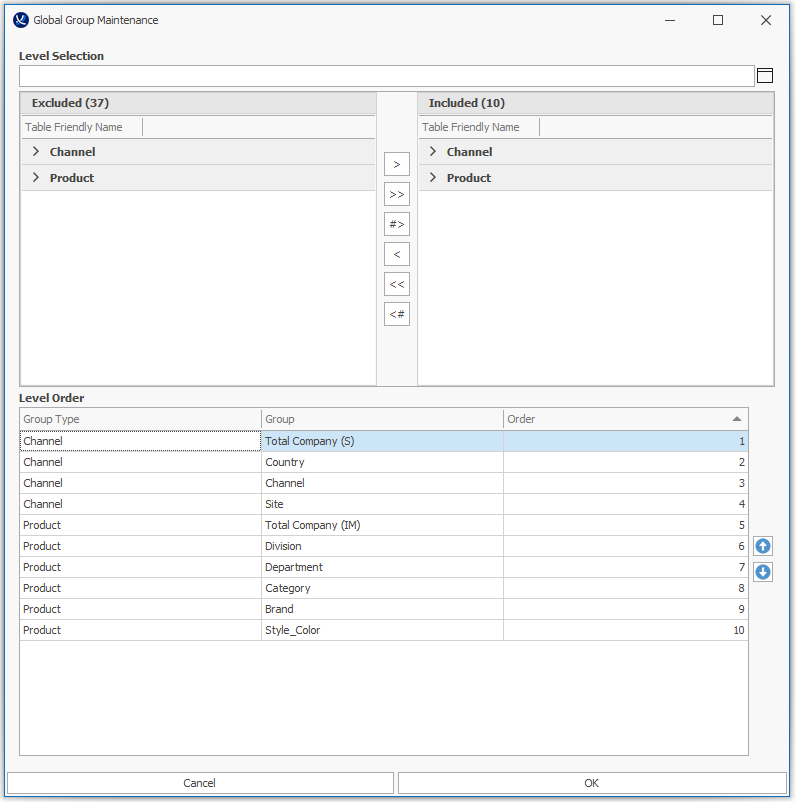 Global Group Maintenance
Level Selection
Excluded (37)
Included (10)
Table Friendly Name
Table Friendly Name
Channel
Channel
Product
Product
>
>>
#>
<
<<
<#
Level Order
Group Type Group Order
Channel Total Company (S) 1
Channel Country 2
Channel Channel 3
Channel Site 4
Product Total Company (IM) 5
Product Division 6
Product Department 7
Product Category 8
Product Brand 9
Product Style_Color 10
Cancel OK